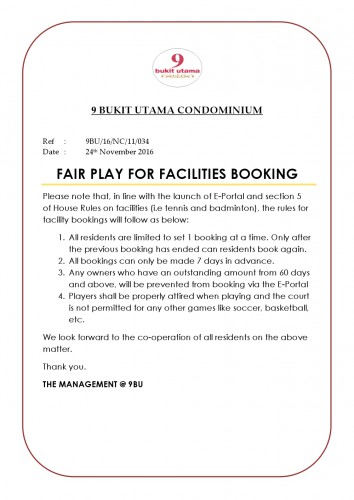 9
bukit utama
9 BUKIT UTAMA CONDOMINIUM
Ref : 9BU/16/NC/11/034
Date : 24th November 2016
FAIR PLAY FOR FACILITIES BOOKING
Please note that, in line with the launch of E-Portal and section 5
of House Rules on facilities (i.e tennis and badminton), the rules for
facility bookings will follow as below:
1. All residents are limited to set 1 booking at a time. Only after
the previous booking has ended can residents book again.
2. All bookings can only be made 7 days in advance.
3. Any owners who have an outstanding amount from 60 days
and above, will be prevented from booking via the E-Portal
4. Players shall be properly attired when playing and the court
is not permitted for any other games like soccer, basketball,
etc.
We look forward to the co-operation of all residents on the above
matter.
Thank you.
THE MANAGEMENT @ 9BU